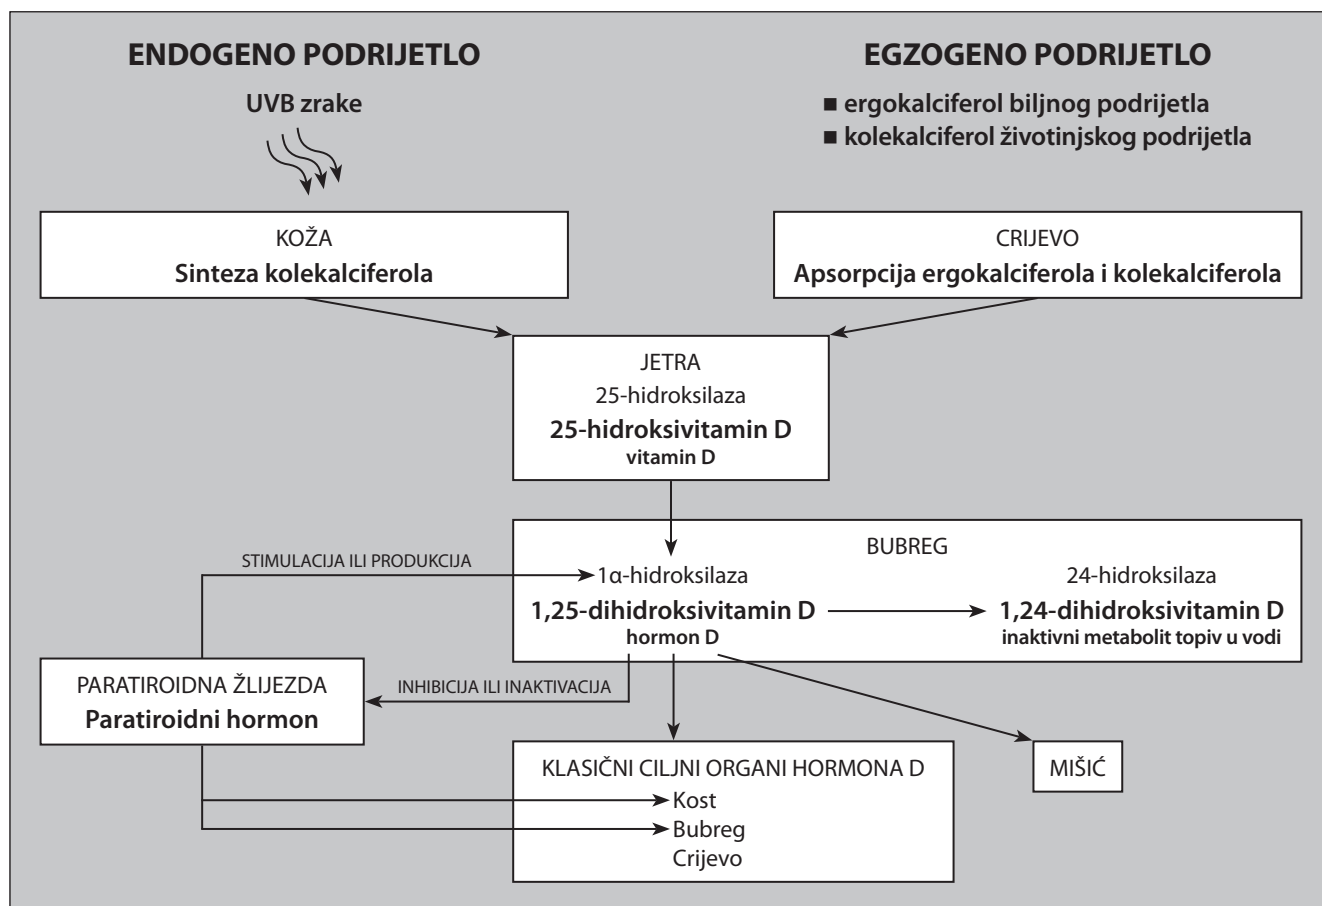 ENDOGENO PODRIJETLO
UVB zrake
EGZOGENO PODRIJETLO
■ ergokalciferol biljnog podrijetla
■ kolekalciferol životinjskog podrijetla
KOŽA
Sinteza kolekalciferola
CRIJEVO
Apsorpcija ergokalciferola i kolekalciferola
JETRA
25-hidroksilaza
25-hidroksivitamin D
vitamin D
BUBREG
STIMULACIJA ILI PRODUKCIJA
1α-hidroksilaza
1,25-dihidroksivitamin D
hormon D
24-hidroksilaza
1,24-dihidroksivitamin D
inaktivni metabolit topiv u vodi
PARATIROIDNA ŽLIJEZDA
Paratiroidni hormon
INHIBICIJA ILI INAKTIVACIJA
KLASIČNI CILJNI ORGANI HORMONA D
Kost
Bubreg
Crijevo
MIŠIĆ